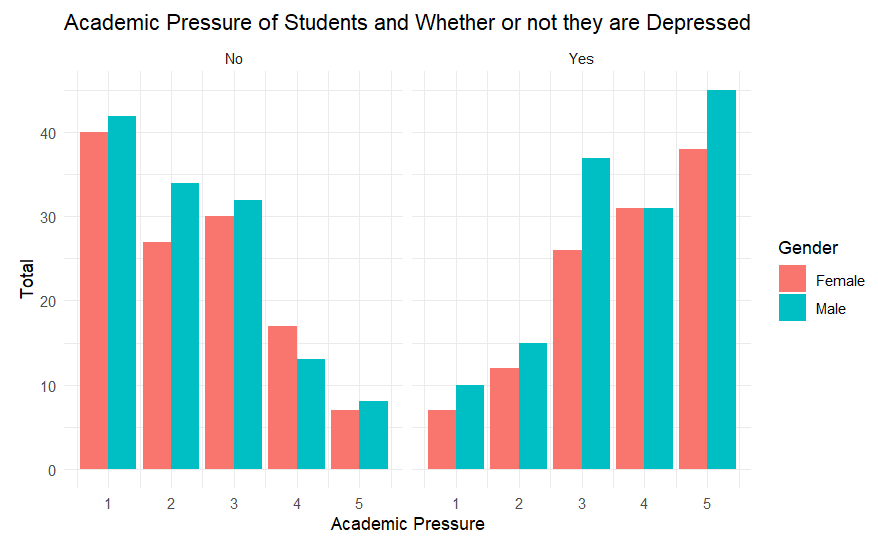 Academic Pressure of Students and Whether or not they are Depressed
No
Yes
Total
40
30
20
10
0
1 2 3 4 5
1 2 3 4 5
Academic Pressure
Gender
Female
Male